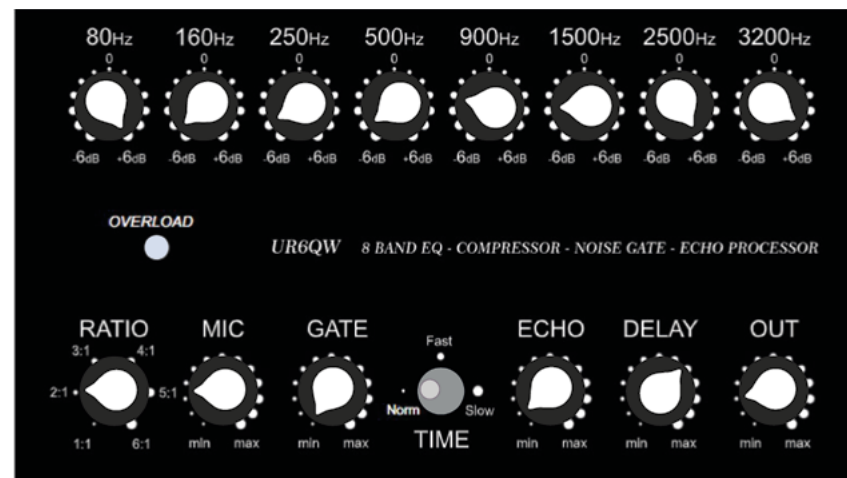 80Hz 160Hz 250Hz 500Hz 900Hz 1500Hz 2500Hz 3200Hz
0 0 0 0 0 0 0 0
-6dB +6dB -6dB +6dB -6dB +6dB -6dB +6dB -6dB +6dB -6dB +6dB -6dB +6dB -6dB +6dB
OVERLOAD
UR6QW 8 BAND EQ - COMPRESSOR - NOISE GATE - ECHO PROCESSOR
RATIO MIC GATE ECHO DELAY OUT
Fast
3:1 4:1
2:1 5:1
Norm Slow
1:1 6:1 min max min max TIME min max min max min max